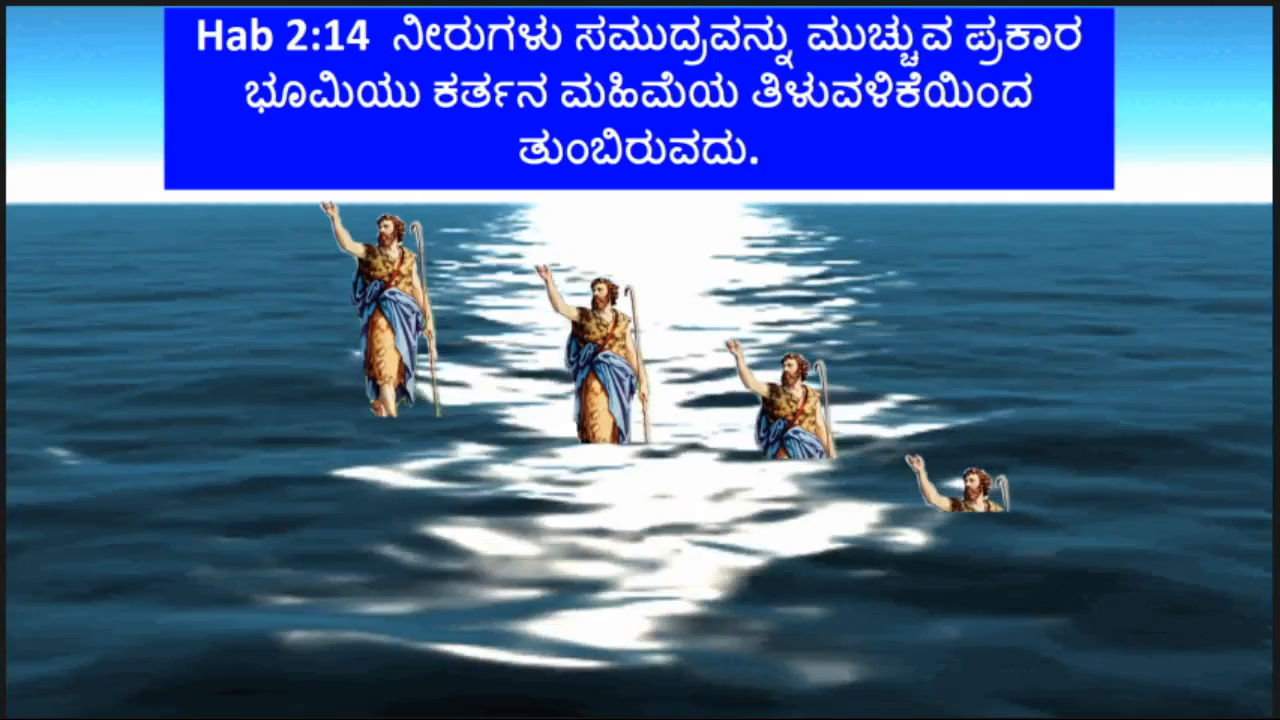 Hab 2:14 ನೀರುಗಳು ಸಮುದ್ರವನ್ನು ಮುಚ್ಚುವ ಪ್ರಕಾರ
ಭೂಮಿಯು ಕರ್ತನ ಮಹಿಮೆಯ ತಿಳುವಳಿಕೆಯಿಂದ
ತುಂಬಿರುವದು.